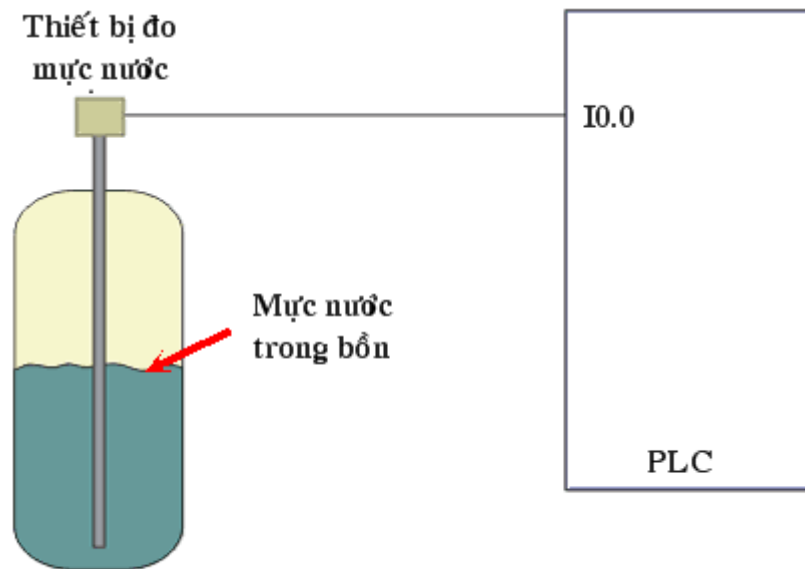 Thiết bị đo
mực nước
I0.0
Mực nước
trong bồn
PLC